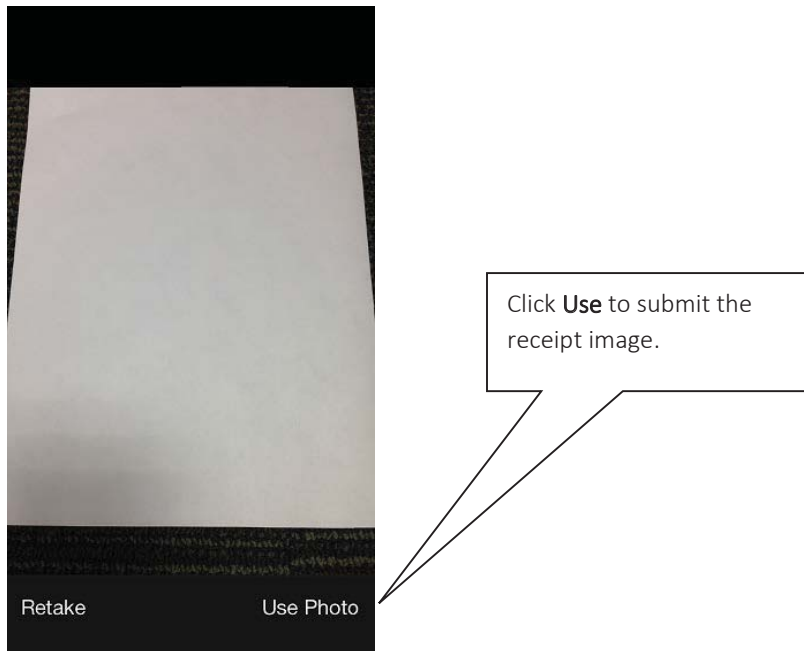 Click Use to submit the
receipt image.
Retake
Use Photo